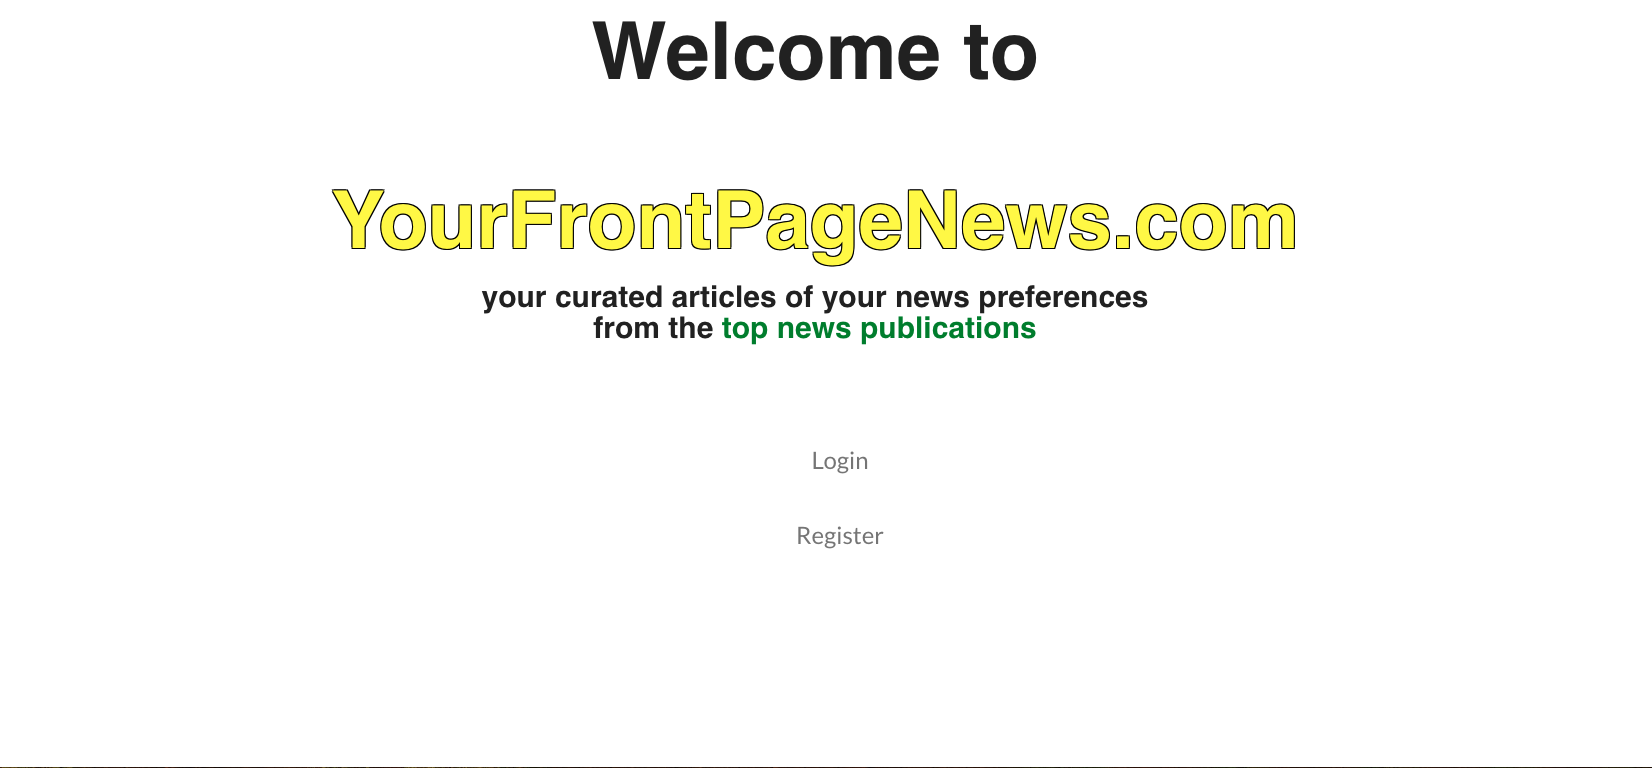 Welcome to
YourFrontPageNews.com
your curated articles of your news preferences
from the top news publications
Login
Register